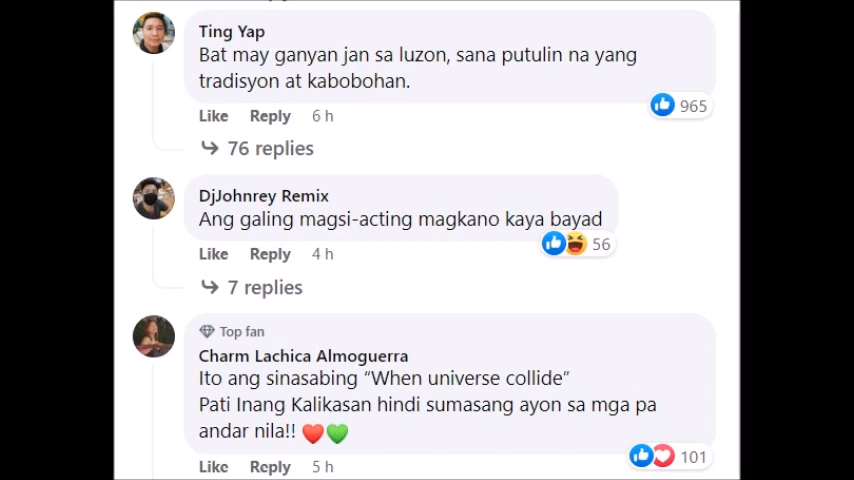 Ting Yap
Bat may ganyan jan sa luzon, sana putulin na yang
tradisyon at kabobohan.
965
Like Reply 6 h
76 replies
DjJohnrey Remix
Ang galing magsi-acting magkano kaya bayad
56
Like Reply 4 h
7 replies
Top fan
Charm Lachica Almoguerra
Ito ang sinasabing “When universe collide”
Pati Inang Kalikasan hindi sumasang ayon sa mga pa
andar nila!! ❤️💚
101
Like Reply 5 h